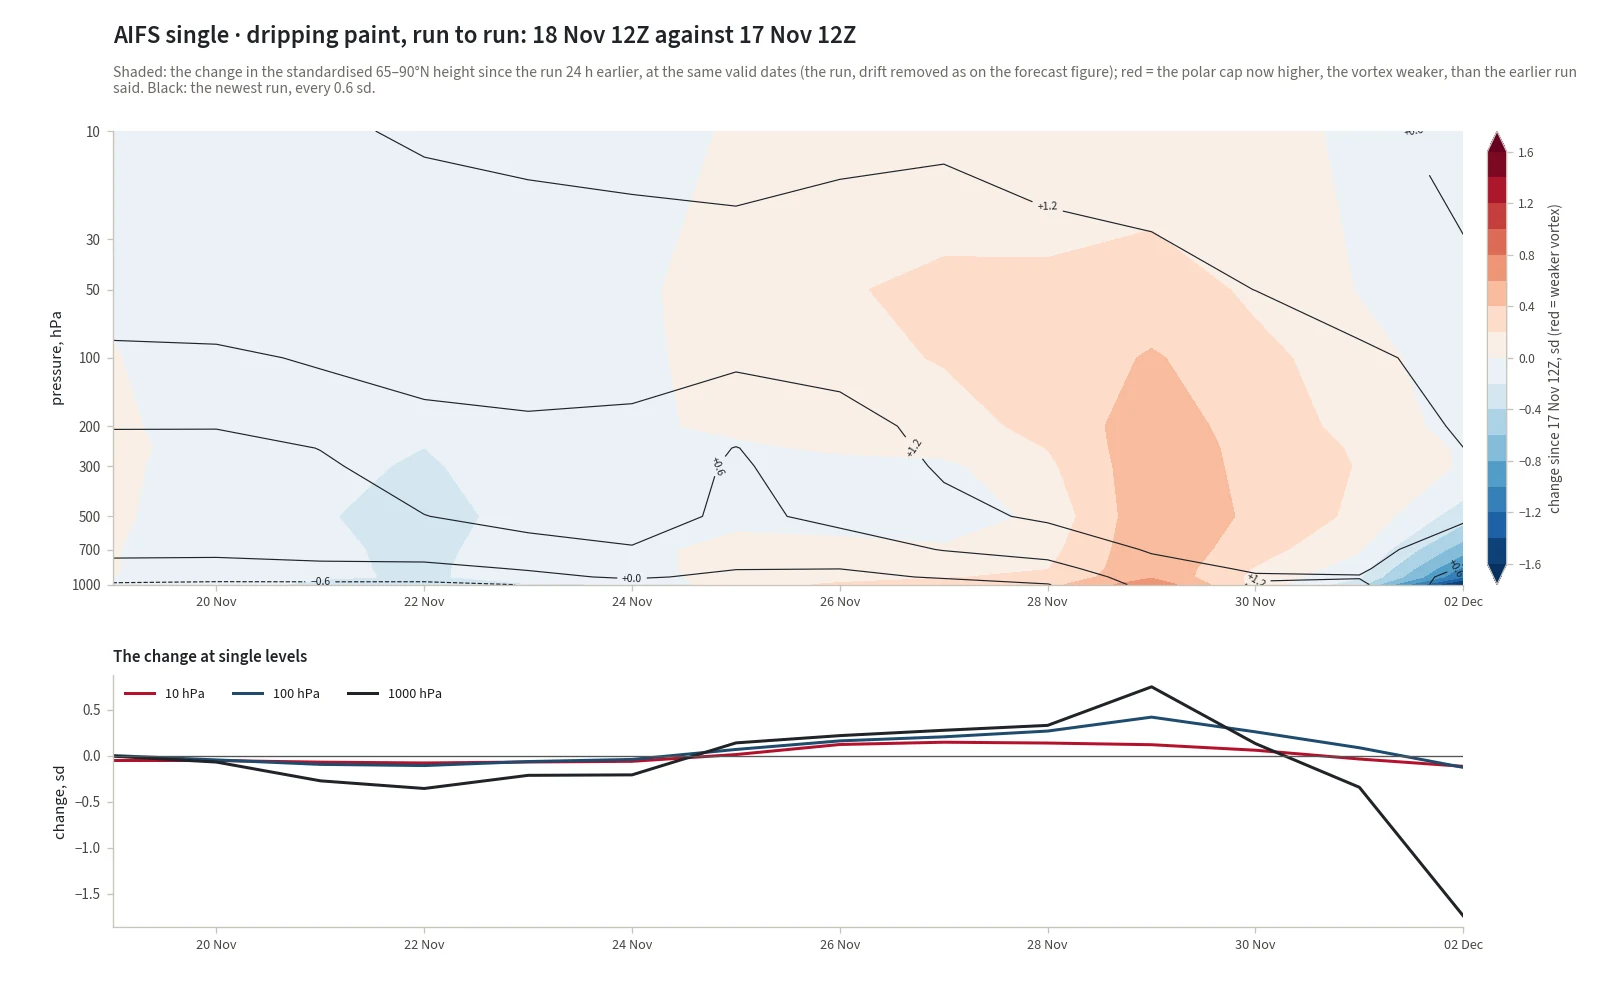 AIFS single · dripping paint, run to run: 18 Nov 12Z against 17 Nov 12Z
Shaded: the change in the standardised 65–90°N height since the run 24 h earlier, at the same valid dates (the run, drift removed as on the forecast figure); red = the polar cap now higher, the vortex weaker, than the earlier run
said. Black: the newest run, every 0.6 sd.
pressure, hPa
10
30
50
100
200
300
500
700
1000
+1.2
+1.2
+0.6
+0.0
−0.6
+1.2
20 Nov
22 Nov
24 Nov
26 Nov
28 Nov
30 Nov
02 Dec
1.6
1.2
0.8
0.4
0.0
−0.4
−0.8
−1.2
−1.6
change since 17 Nov 12Z, sd (red = weaker vortex)
The change at single levels
10 hPa
100 hPa
1000 hPa
change, sd
0.5
0.0
−0.5
−1.0
−1.5
20 Nov
22 Nov
24 Nov
26 Nov
28 Nov
30 Nov
02 Dec